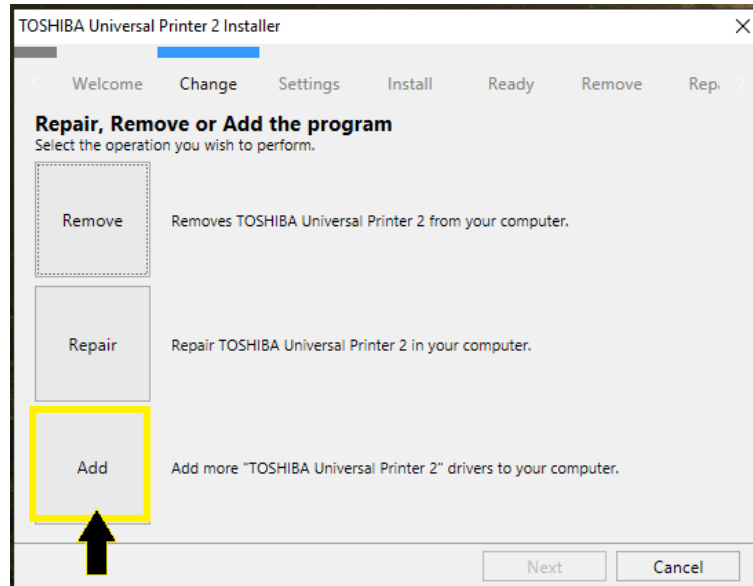 TOSHIBA Universal Printer 2 Installer
Welcome Change Settings Install Ready Remove Rep
Repair, Remove or Add the program
Select the operation you wish to perform.
Remove Removes TOSHIBA Universal Printer 2 from your computer.
Repair Repair TOSHIBA Universal Printer 2 in your computer.
Add Add more "TOSHIBA Universal Printer 2" drivers to your computer.
Next Cancel